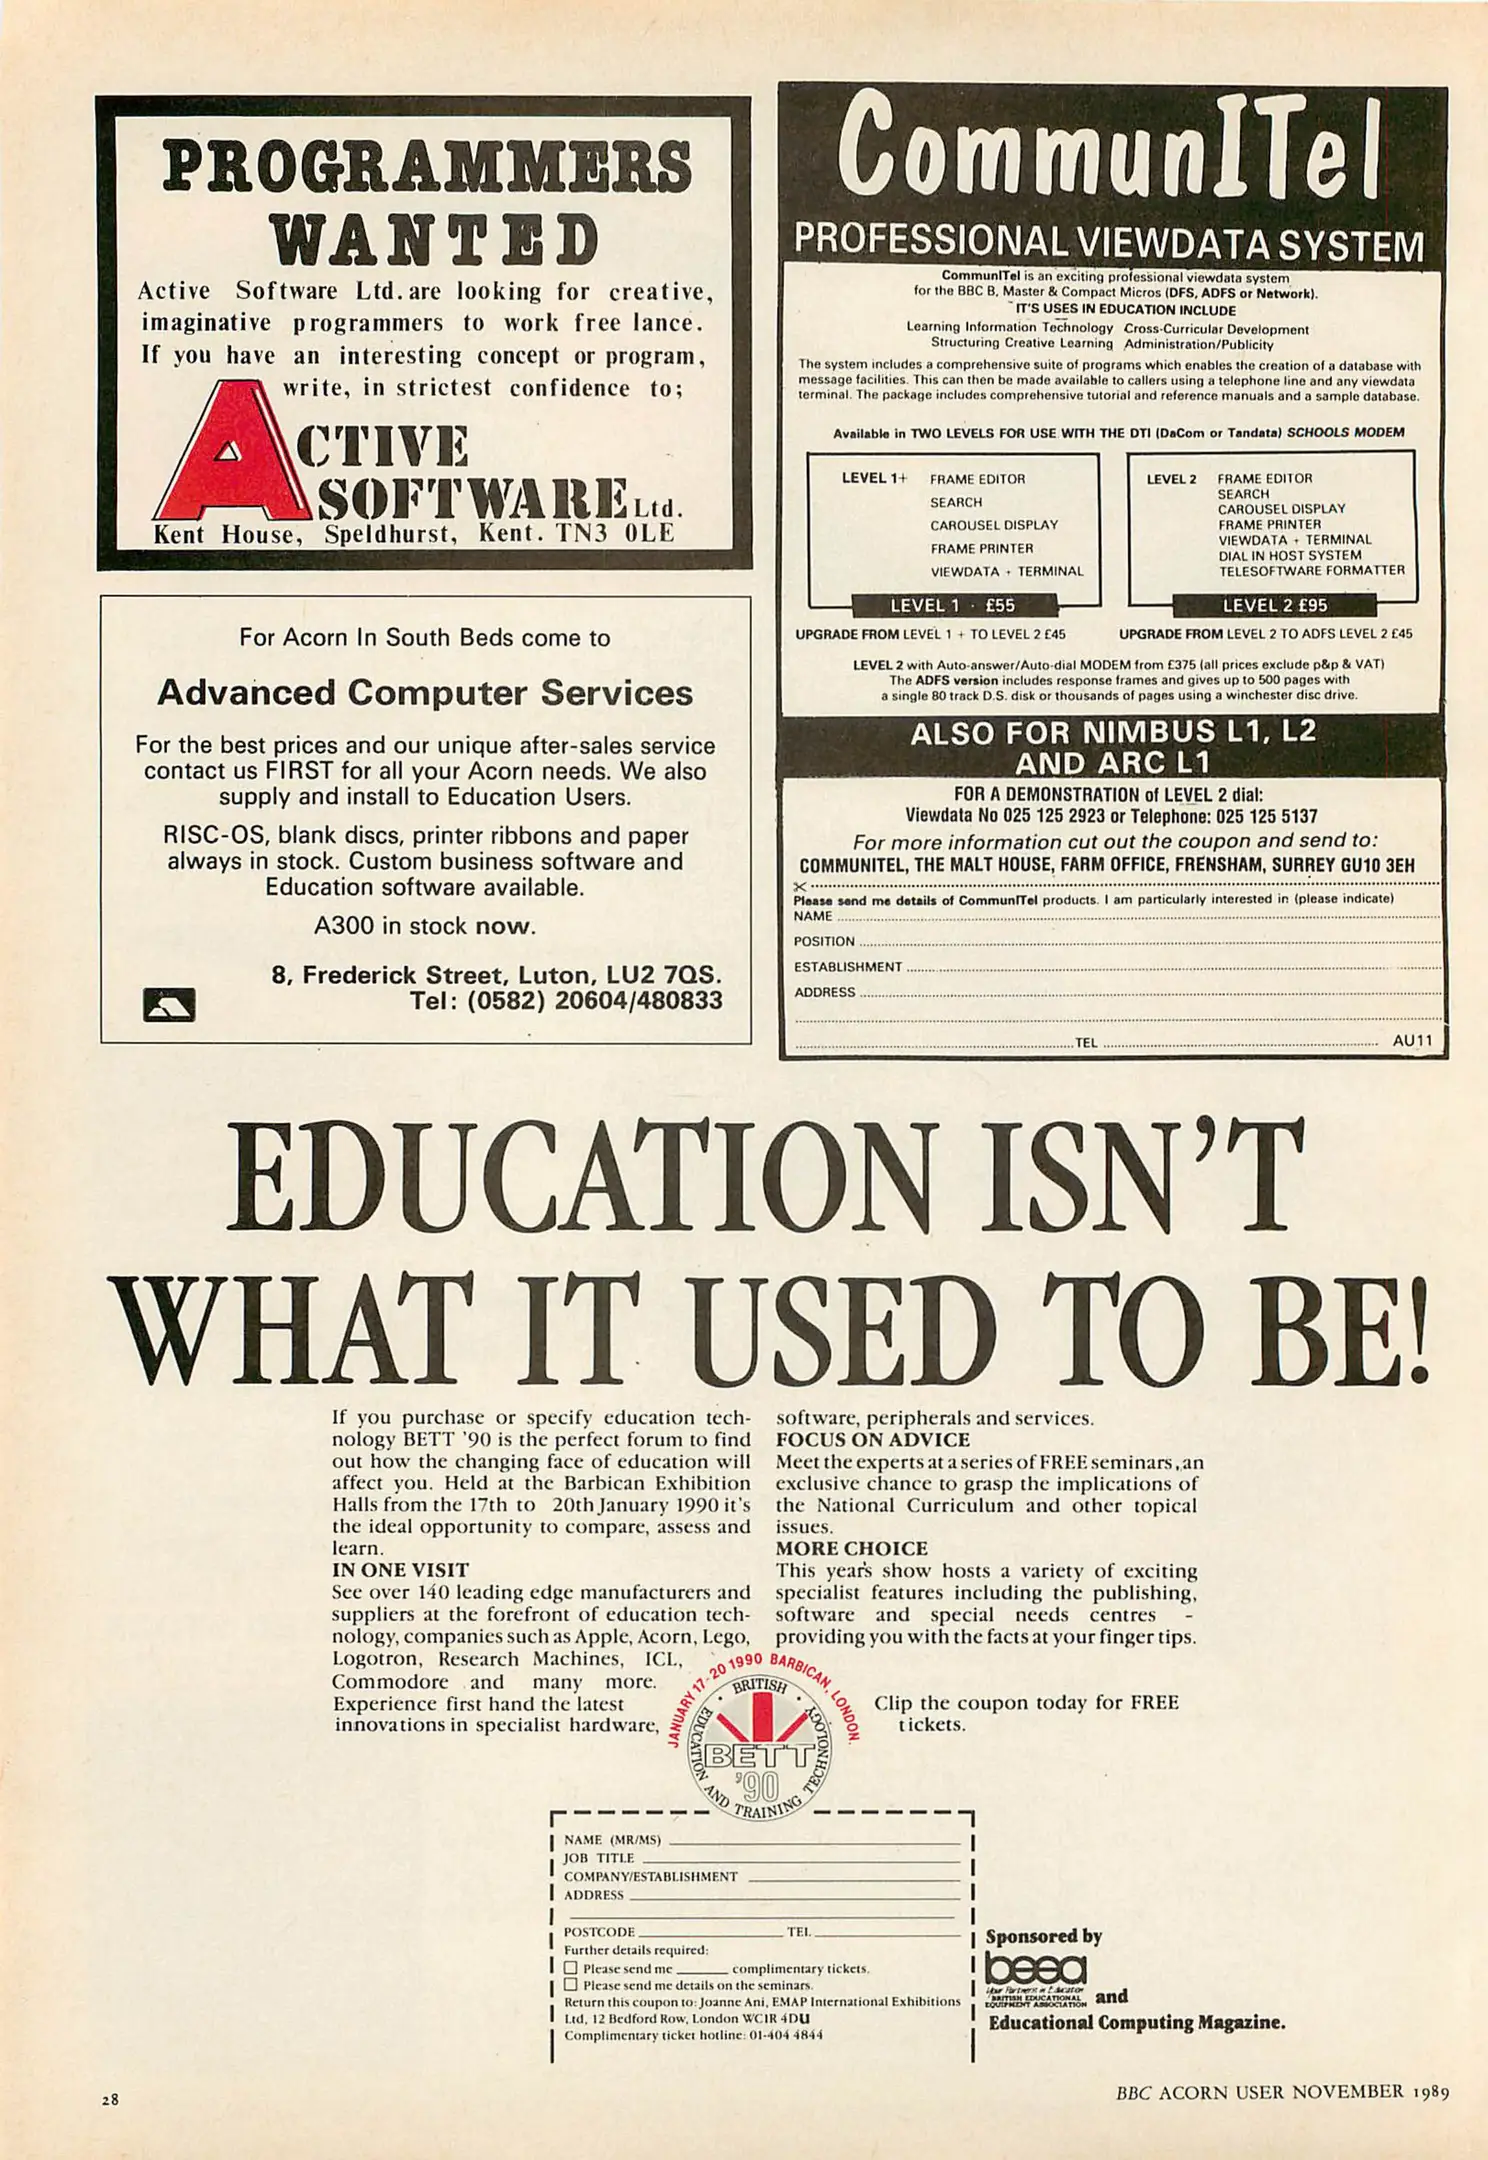 PROGRAMMERS
WANTED
Active Software Ltd. are looking for creative,
imaginative programmers to work free lance.
If you have an interesting concept or program,
write, in strictest confidence to;
ACTIVE
SOFTWARE Ltd.
Kent House, Speldhurst, Kent. TN3 0LE
For Acorn In South Beds come to
Advanced Computer Services
For the best prices and our unique after-sales service
contact us FIRST for all your Acorn needs. We also
supply and install to Education Users.
RISC-OS, blank discs, printer ribbons and paper
always in stock. Custom business software and
Education software available.
A300 in stock now.
8, Frederick Street, Luton, LU2 7QS.
Tel: (0582) 20604/480833
CommunITel
PROFESSIONAL VIEWDATA SYSTEM
CommunITel is an exciting professional viewdata system
for the BBC B, Master & Compact Micros (DFS, ADFS or Network).
IT'S USES IN EDUCATION INCLUDE
Learning Information Technology Cross-Curricular Development
Structuring Creative Learning Administration/Publicity
The system includes a comprehensive suite of programs which enables the creation of a database with
message facilities. This can then be made available to callers using a telephone line and any viewdata
terminal. The package includes comprehensive tutorial and reference manuals and a sample database.
Available in TWO LEVELS FOR USE WITH THE DTI (DaCom or Tandata) SCHOOLS MODEM
LEVEL 1+ FRAME EDITOR
SEARCH
CAROUSEL DISPLAY
FRAME PRINTER
VIEWDATA + TERMINAL
LEVEL 1 · £55
UPGRADE FROM LEVEL 1 + TO LEVEL 2 £45
LEVEL 2 FRAME EDITOR
SEARCH
CAROUSEL DISPLAY
FRAME PRINTER
VIEWDATA + TERMINAL
DIAL IN HOST SYSTEM
TELESOFTWARE FORMATTER
LEVEL 2 £95
UPGRADE FROM LEVEL 2 TO ADFS LEVEL 2 £45
LEVEL 2 with Auto-answer/Auto-dial MODEM from £375 (all prices exclude p&p & VAT)
The ADFS version includes response frames and gives up to 500 pages with
a single 80 track D.S. disk or thousands of pages using a winchester disc drive.
ALSO FOR NIMBUS L1, L2
AND ARC L1
FOR A DEMONSTRATION of LEVEL 2 dial:
Viewdata No 025 125 2923 or Telephone: 025 125 5137
For more information cut out the coupon and send to:
COMMUNITEL, THE MALT HOUSE, FARM OFFICE, FRENSHAM, SURREY GU10 3EH
Please send me details of CommunITel products. I am particularly interested in (please indicate)
NAME
POSITION
ESTABLISHMENT
ADDRESS
TEL AU11
EDUCATION ISN'T
WHAT IT USED TO BE!
If you purchase or specify education tech-
nology BETT '90 is the perfect forum to find
out how the changing face of education will
affect you. Held at the Barbican Exhibition
Halls from the 17th to 20th January 1990 it's
the ideal opportunity to compare, assess and
learn.
IN ONE VISIT
See over 140 leading edge manufacturers and
suppliers at the forefront of education tech-
nology, companies such as Apple, Acorn, Lego,
Logotron, Research Machines, ICL,
Commodore and many more.
Experience first hand the latest
innovations in specialist hardware,
software, peripherals and services.
FOCUS ON ADVICE
Meet the experts at a series of FREE seminars, an
exclusive chance to grasp the implications of
the National Curriculum and other topical
issues.
MORE CHOICE
This year's show hosts a variety of exciting
specialist features including the publishing,
software and special needs centres -
providing you with the facts at your finger tips.
Clip the coupon today for FREE
tickets.
JANUARY 17-20 1990 BARBICAN, LONDON.
BRITISH
EDUCATION AND TRAINING TECHNOLOGY
BETT
'90
NAME (MR/MS)
JOB TITLE
COMPANY/ESTABLISHMENT
ADDRESS
POSTCODE TEL.
Further details required:
Please send me complimentary tickets.
Please send me details on the seminars.
Return this coupon to: Joanne Ani, EMAP International Exhibitions
Ltd, 12 Bedford Row, London WC1R 4DU
Complimentary ticket hotline: 01-404 4844
Sponsored by
beea
Your Partners in Education
BRITISH EDUCATIONAL
EQUIPMENT ASSOCIATION and
Educational Computing Magazine.
28
BBC ACORN USER NOVEMBER 1989